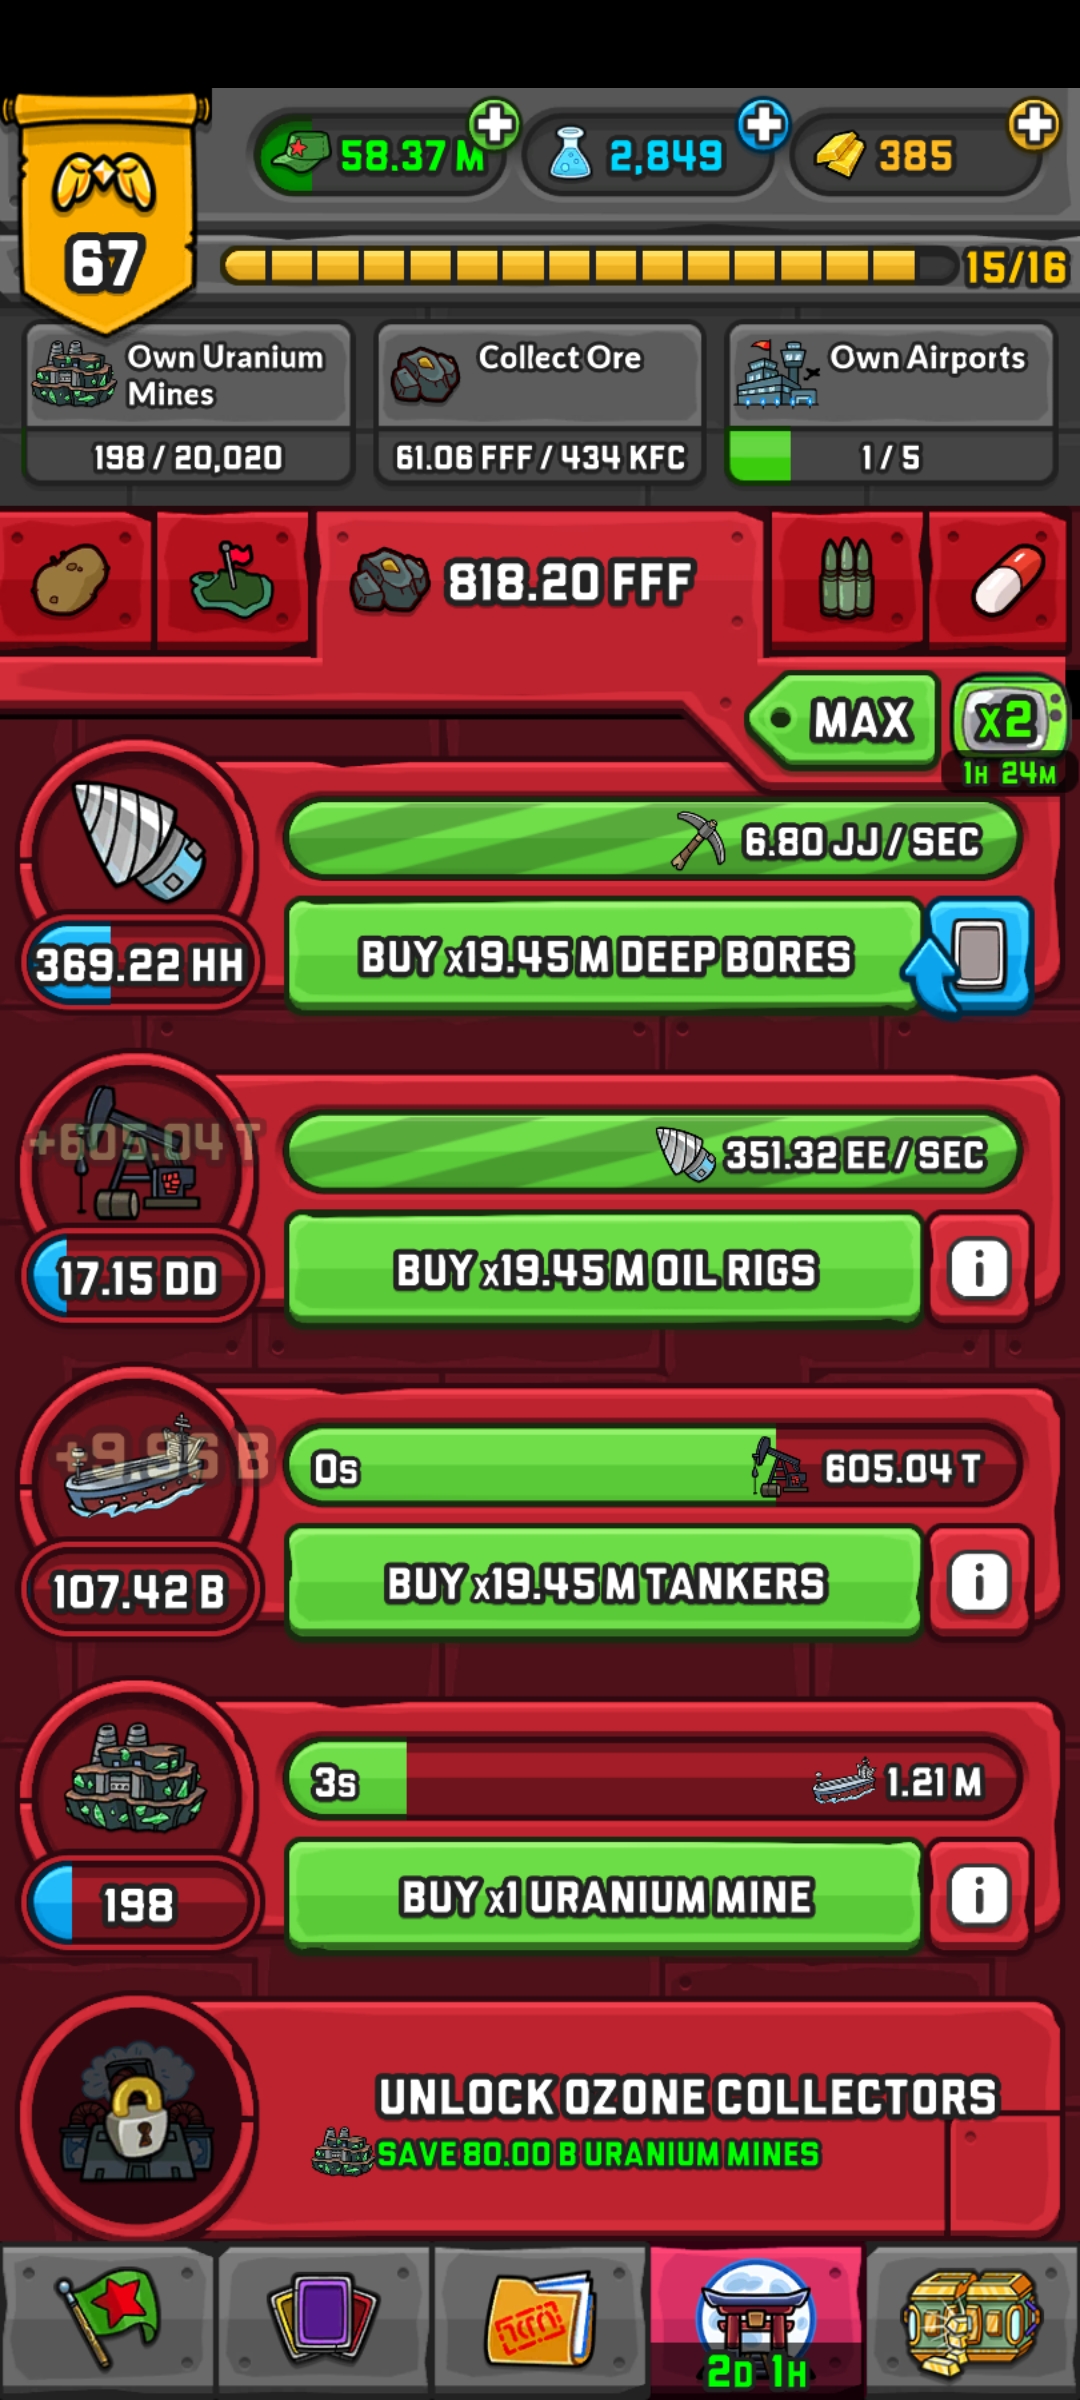 67
58.37 M
2,849
385
15/16
Own Uranium
Mines
198 / 20,020
Collect Ore
61.06 FFF / 434 KFC
Own Airports
1 / 5
818.20 FFF
MAX
x2
1H 24M
6.80 JJ / SEC
369.22 HH
BUY x19.45 M DEEP BORES
+605.04 T
351.32 EE / SEC
17.15 DD
BUY x19.45 M OIL RIGS
i
+9.96 B
0s
605.04 T
107.42 B
BUY x19.45 M TANKERS
i
3s
1.21 M
198
BUY x1 URANIUM MINE
i
UNLOCK OZONE COLLECTORS
SAVE 80.00 B URANIUM MINES
2D 1H